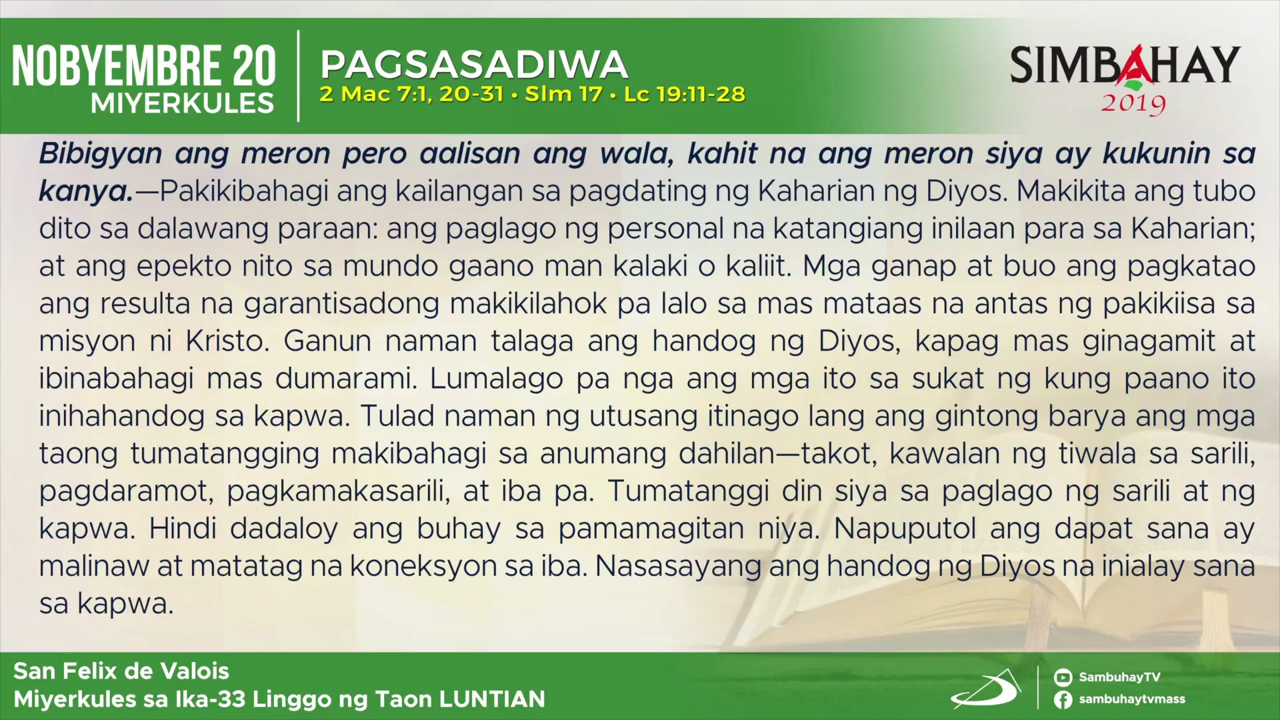 NOBYEMBRE 20
MIYERKULES
PAGSASADIWA
2 Mac 7:1, 20-31 • Slm 17 • Lc 19:11-28
SIMBAHAY
2019
Bibigyan ang meron pero aalisan ang wala, kahit na ang meron siya ay kukunin sa
kanya.—Pakikibahagi ang kailangan sa pagdating ng Kaharian ng Diyos. Makikita ang tubo
dito sa dalawang paraan: ang paglago ng personal na katangiang inilaan para sa Kaharian;
at ang epekto nito sa mundo gaano man kalaki o kaliit. Mga ganap at buo ang pagkatao
ang resulta na garantisadong makikilahok pa lalo sa mas mataas na antas ng pakikiisa sa
misyon ni Kristo. Ganun naman talaga ang handog ng Diyos, kapag mas ginagamit at
ibinabahagi mas dumarami. Lumalago pa nga ang mga ito sa sukat ng kung paano ito
inihahandog sa kapwa. Tulad naman ng utusang itinago lang ang gintong barya ang mga
taong tumatangging makibahagi sa anumang dahilan—takot, kawalan ng tiwala sa sarili,
pagdaramot, pagkamakasarili, at iba pa. Tumatanggi din siya sa paglago ng sarili at ng
kapwa. Hindi dadaloy ang buhay sa pamamagitan niya. Napuputol ang dapat sana ay
malinaw at matatag na koneksyon sa iba. Nasasayang ang handog ng Diyos na inialay sana
sa kapwa.
San Felix de Valois
Miyerkules sa Ika-33 Linggo ng Taon LUNTIAN
SambuhayTV
sambuhaytvmass